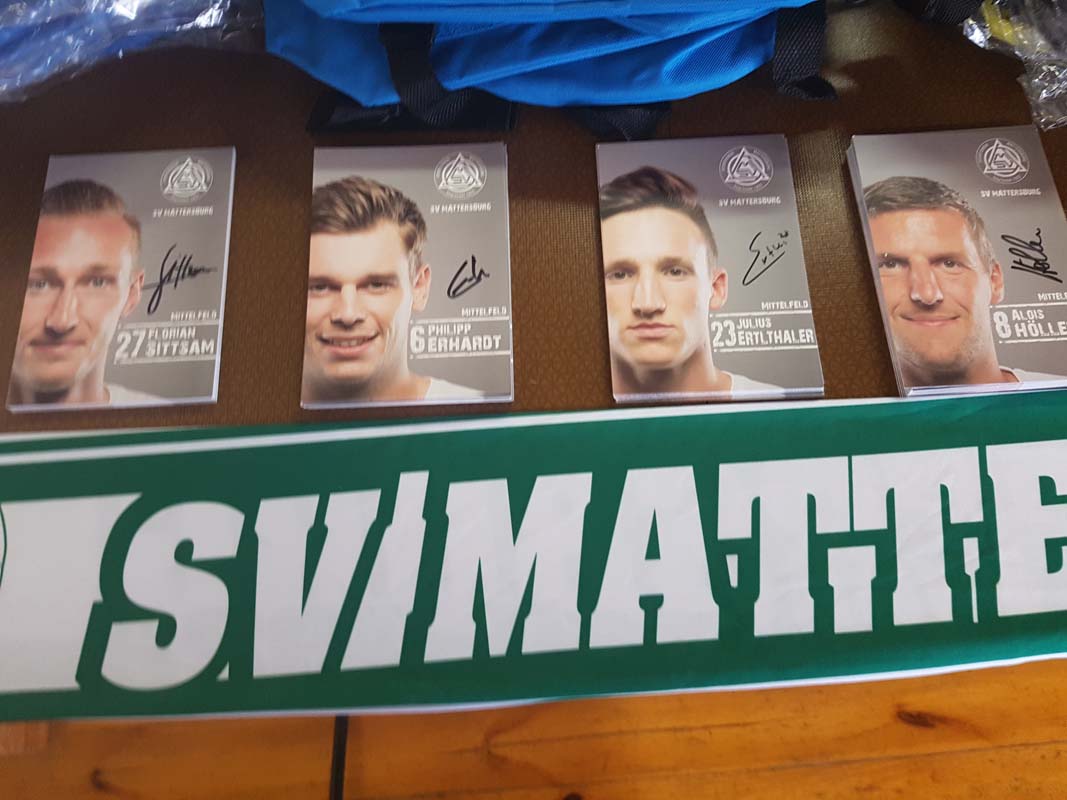 SV MATTERSBURG
MITTELFELD
27 FLORIAN
SITTSAM
SV MATTERSBURG
MITTELFELD
6 PHILIPP
ERHARDT
SV MATTERSBURG
MITTELFELD
23 JULIUS
ERTLTHALER
SV MATTERSBURG
MITTEL
8 ALOIS
HÖLLE
SV MATTE